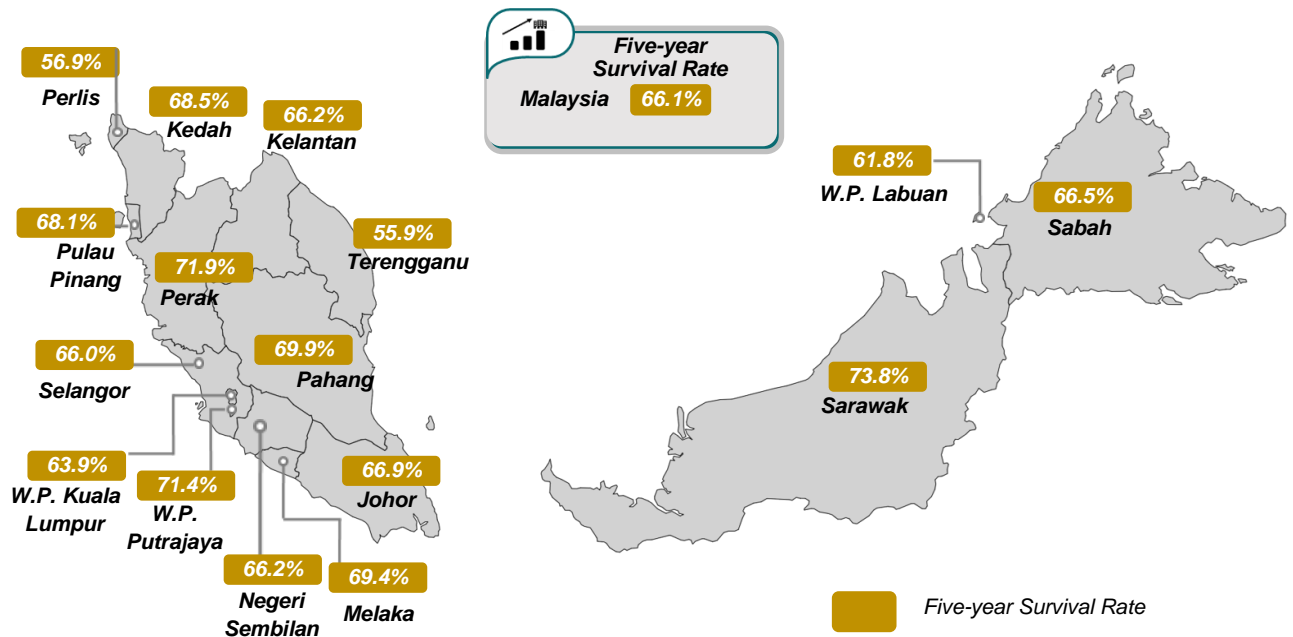 Five-year
Survival Rate
Malaysia 66.1%
56.9%
Perlis
68.5%
Kedah
66.2%
Kelantan
68.1%
Pulau
Pinang
71.9%
Perak
55.9%
Terengganu
66.0%
Selangor
69.9%
Pahang
63.9%
W.P. Kuala
Lumpur
71.4%
W.P.
Putrajaya
66.2%
Negeri
Sembilan
69.4%
Melaka
66.9%
Johor
61.8%
W.P. Labuan
66.5%
Sabah
73.8%
Sarawak
Five-year Survival Rate